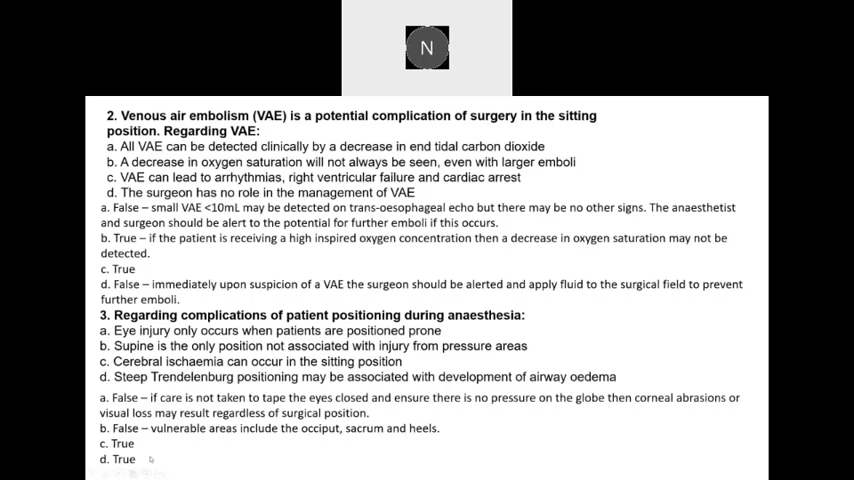 N
2. Venous air embolism (VAE) is a potential complication of surgery in the sitting
position. Regarding VAE:
a. All VAE can be detected clinically by a decrease in end tidal carbon dioxide
b. A decrease in oxygen saturation will not always be seen, even with larger emboli
c. VAE can lead to arrhythmias, right ventricular failure and cardiac arrest
d. The surgeon has no role in the management of VAE
a. False – small VAE <10mL may be detected on trans-oesophageal echo but there may be no other signs. The anaesthetist
and surgeon should be alert to the potential for further emboli if this occurs.
b. True – if the patient is receiving a high inspired oxygen concentration then a decrease in oxygen saturation may not be
detected.
c. True
d. False – immediately upon suspicion of a VAE the surgeon should be alerted and apply fluid to the surgical field to prevent
further emboli.
3. Regarding complications of patient positioning during anaesthesia:
a. Eye injury only occurs when patients are positioned prone
b. Supine is the only position not associated with injury from pressure areas
c. Cerebral ischaemia can occur in the sitting position
d. Steep Trendelenburg positioning may be associated with development of airway oedema
a. False – if care is not taken to tape the eyes closed and ensure there is no pressure on the globe then corneal abrasions or
visual loss may result regardless of surgical position.
b. False – vulnerable areas include the occiput, sacrum and heels.
c. True
d. True